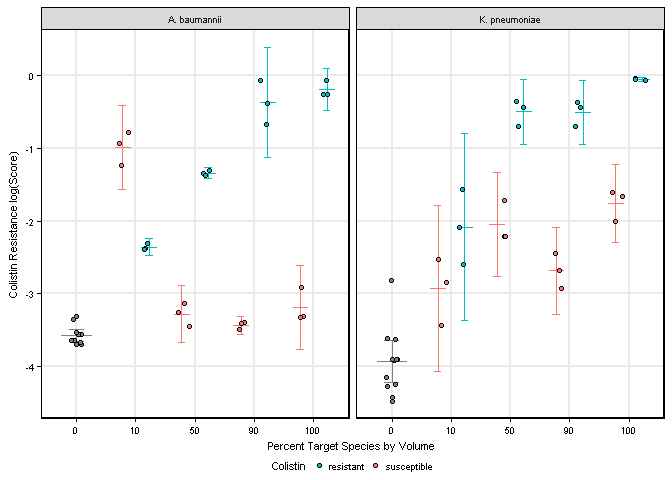 A. baumannii
K. pneumoniae
Colistin Resistance log(Score)
0
-1
-2
-3
-4
0 10 50 90 100
0 10 50 90 100
Percent Target Species by Volume
Colistin resistant susceptible